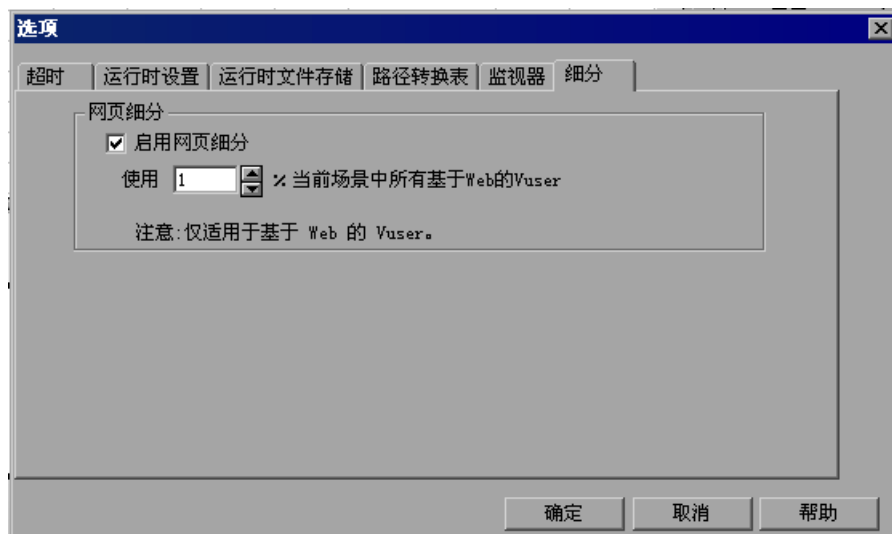 选项
超时 运行时设置 运行时文件存储 路径转换表 监视器 细分
网页细分
启用网页细分
使用 1 % 当前场景中所有基于Web的Vuser
注意:仅适用于基于 Web 的 Vuser。
确定 取消 帮助